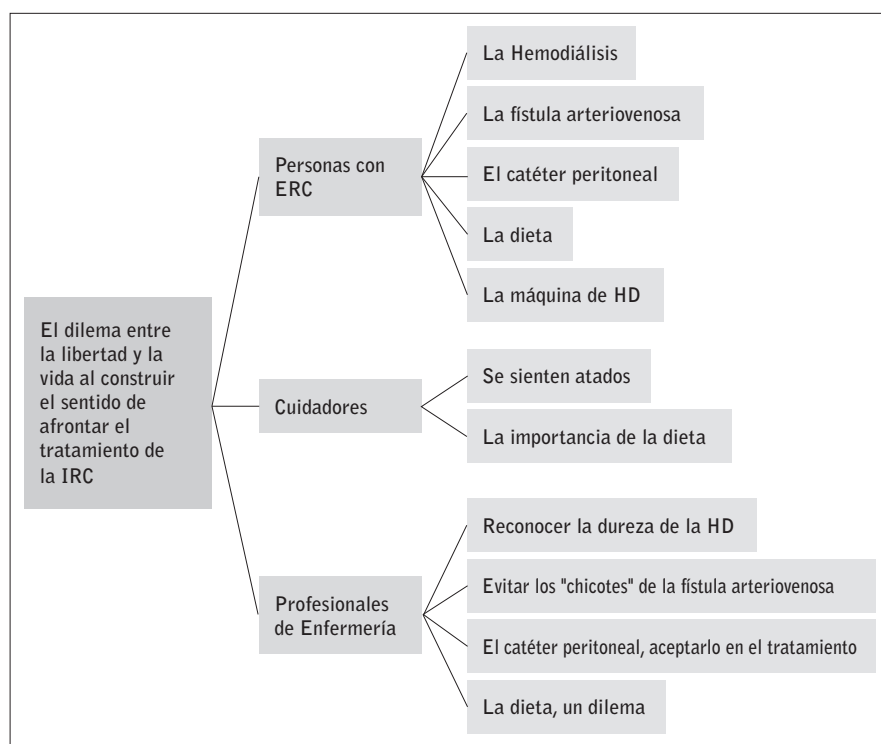 El dilema entre
la libertad y la
vida al construir
el sentido de
afrontar el
tratamiento de
la IRC
Personas con
ERC
La Hemodiálisis
La fístula arteriovenosa
El catéter peritoneal
La dieta
La máquina de HD
Cuidadores
Se sienten atados
La importancia de la dieta
Profesionales
de Enfermería
Reconocer la dureza de la HD
Evitar los "chicotes" de la fístula arteriovenosa
El catéter peritoneal, aceptarlo en el tratamiento
La dieta, un dilema